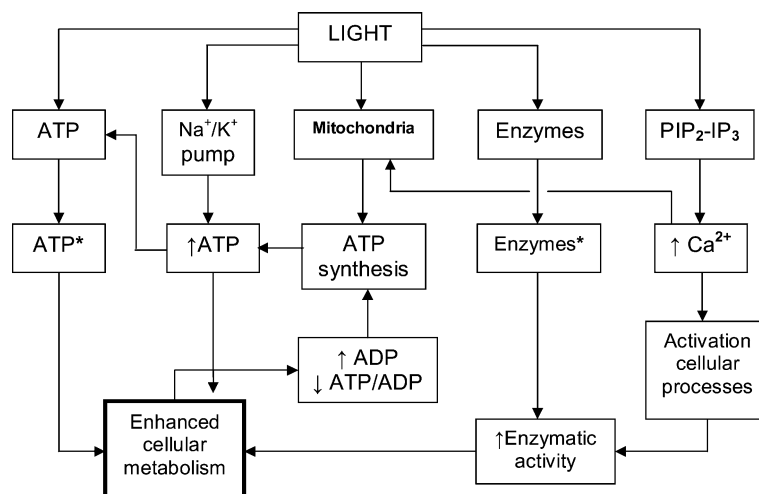 LIGHT
ATP
Na⁺/K⁺
pump
Mitochondria
Enzymes
PIP₂-IP₃
ATP*
↑ATP
ATP
synthesis
Enzymes*
↑ Ca²⁺
↑ ADP
↓ ATP/ADP
Activation
cellular
processes
Enhanced
cellular
metabolism
↑Enzymatic
activity